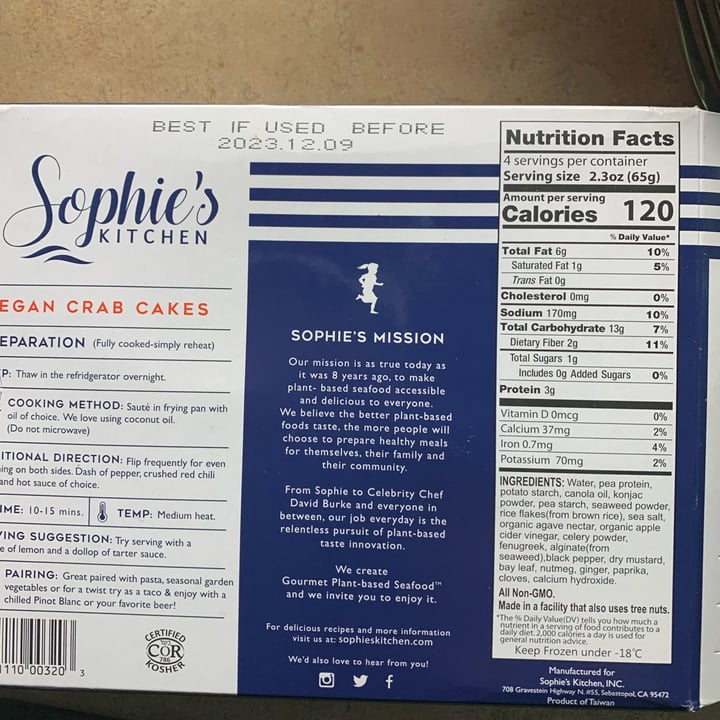 BEST IF USED BEFORE
2023.12.09
Sophie's
KITCHEN
EGAN CRAB CAKES
EPARATION (Fully cooked-simply reheat)
P: Thaw in the refridgerator overnight.
COOKING METHOD: Sauté in frying pan with
oil of choice. We love using coconut oil.
(Do not microwave)
ITIONAL DIRECTION: Flip frequently for even
ing on both sides. Dash of pepper, crushed red chili
and hot sauce of choice.
IME: 10-15 mins.
TEMP: Medium heat.
ING SUGGESTION: Try serving with a
e of lemon and a dollop of tarter sauce.
PAIRING: Great paired with pasta, seasonal garden
vegetables or for a twist try as a taco & enjoy with a
chilled Pinot Blanc or your favorite beer!
1110 00320 3
CERTIFIED
COR
786
KOSHER
SOPHIE'S MISSION
Our mission is as true today as
it was 8 years ago, to make
plant- based seafood accessible
and delicious to everyone.
We believe the better plant-based
foods taste, the more people will
choose to prepare healthy meals
for themselves, their family and
their community.
From Sophie to Celebrity Chef
David Burke and everyone in
between, our job everyday is the
relentless pursuit of plant-based
taste innovation.
We create
Gourmet Plant-based Seafood™
and we invite you to enjoy it.
For delicious recipes and more information
visit us at: sophieskitchen.com
We'd also love to hear from you!
Nutrition Facts
4 servings per container
Serving size 2.3oz (65g)
Amount per serving
Calories 120
% Daily Value*
Total Fat 6g 10%
Saturated Fat 1g 5%
Trans Fat 0g
Cholesterol 0mg 0%
Sodium 170mg 10%
Total Carbohydrate 13g 7%
Dietary Fiber 2g 11%
Total Sugars 1g
Includes 0g Added Sugars 0%
Protein 3g
Vitamin D 0mcg 0%
Calcium 37mg 2%
Iron 0.7mg 4%
Potassium 70mg 2%
INGREDIENTS: Water, pea protein,
potato starch, canola oil, konjac
powder, pea starch, seaweed powder,
rice flakes(from brown rice), sea salt,
organic agave nectar, organic apple
cider vinegar, celery powder,
fenugreek, alginate(from
seaweed),black pepper, dry mustard,
bay leaf, nutmeg, ginger, paprika,
cloves, calcium hydroxide.
All Non-GMO.
Made in a facility that also uses tree nuts.
*The % Daily Value(DV) tells you how much a
nutrient in a serving of food contributes to a
daily diet. 2,000 calories a day is used for
general nutrition advice.
Keep Frozen under -18℃
Manufactured for
Sophie's Kitchen, INC.
708 Gravestein Highway N. #55, Sebastopol, CA 95472
Product of Taiwan